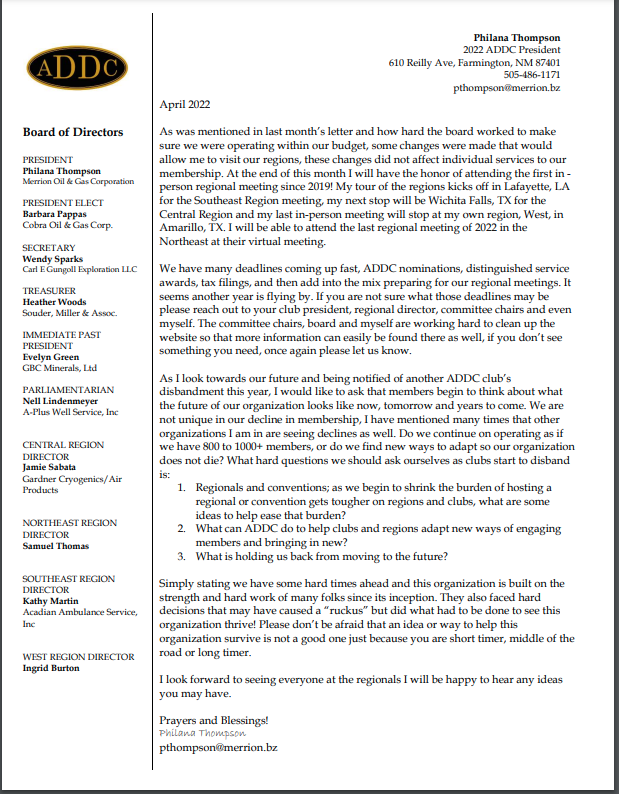 ADDC
Board of Directors
PRESIDENT
Philana Thompson
Merrion Oil & Gas Corporation
PRESIDENT ELECT
Barbara Pappas
Cobra Oil & Gas Corp.
SECRETARY
Wendy Sparks
Carl E Gungoll Exploration LLC
TREASURER
Heather Woods
Souder, Miller & Assoc.
IMMEDIATE PAST
PRESIDENT
Evelyn Green
GBC Minerals, Ltd
PARLIAMENTARIAN
Nell Lindenmeyer
A-Plus Well Service, Inc
CENTRAL REGION
DIRECTOR
Jamie Sabata
Gardner Cryogenics/Air
Products
NORTHEAST REGION
DIRECTOR
Samuel Thomas
SOUTHEAST REGION
DIRECTOR
Kathy Martin
Acadian Ambulance Service,
Inc
WEST REGION DIRECTOR
Ingrid Burton
Philana Thompson
2022 ADDC President
610 Reilly Ave, Farmington, NM 87401
505-486-1171
pthompson@merrion.bz
April 2022
As was mentioned in last month's letter and how hard the board worked to make
sure we were operating within our budget, some changes were made that would
allow me to visit our regions, these changes did not affect individual services to our
membership. At the end of this month I will have the honor of attending the first in -
person regional meeting since 2019! My tour of the regions kicks off in Lafayette, LA
for the Southeast Region meeting, my next stop will be Wichita Falls, TX for the
Central Region and my last in-person meeting will stop at my own region, West, in
Amarillo, TX. I will be able to attend the last regional meeting of 2022 in the
Northeast at their virtual meeting.
We have many deadlines coming up fast, ADDC nominations, distinguished service
awards, tax filings, and then add into the mix preparing for our regional meetings. It
seems another year is flying by. If you are not sure what those deadlines may be
please reach out to your club president, regional director, committee chairs and even
myself. The committee chairs, board and myself are working hard to clean up the
website so that more information can easily be found there as well, if you don't see
something you need, once again please let us know.
As I look towards our future and being notified of another ADDC club's
disbandment this year, I would like to ask that members begin to think about what
the future of our organization looks like now, tomorrow and years to come. We are
not unique in our decline in membership, I have mentioned many times that other
organizations I am in are seeing declines as well. Do we continue on operating as if
we have 800 to 1000+ members, or do we find new ways to adapt so our organization
does not die? What hard questions we should ask ourselves as clubs start to disband
is:
1. Regionals and conventions; as we begin to shrink the burden of hosting a
regional or convention gets tougher on regions and clubs, what are some
ideas to help ease that burden?
2. What can ADDC do to help clubs and regions adapt new ways of engaging
members and bringing in new?
3. What is holding us back from moving to the future?
Simply stating we have some hard times ahead and this organization is built on the
strength and hard work of many folks since its inception. They also faced hard
decisions that may have caused a "ruckus" but did what had to be done to see this
organization thrive! Please don't be afraid that an idea or way to help this
organization survive is not a good one just because you are short timer, middle of the
road or long timer.
I look forward to seeing everyone at the regionals I will be happy to hear any ideas
you may have.
Prayers and Blessings!
Philana Thompson
pthompson@merrion.bz